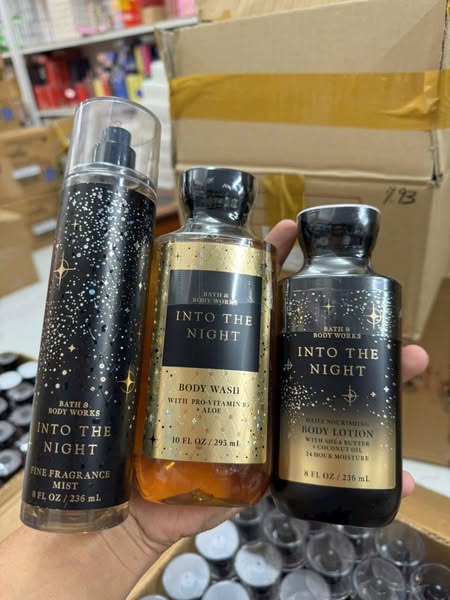 BATH &
BODY WORKS
INTO THE
NIGHT
FINE FRAGRANCE
MIST
8 FL OZ / 236 mL
BATH &
BODY WORKS
INTO THE
NIGHT
BODY WASH
WITH PRO-VITAMIN B5
+ ALOE
10 FL OZ / 295 mL
BATH &
BODY WORKS
INTO THE
NIGHT
DAILY NOURISHING
BODY LOTION
WITH SHEA BUTTER
+ COCONUT OIL
24 HOUR MOISTURE
8 FL OZ / 236 mL